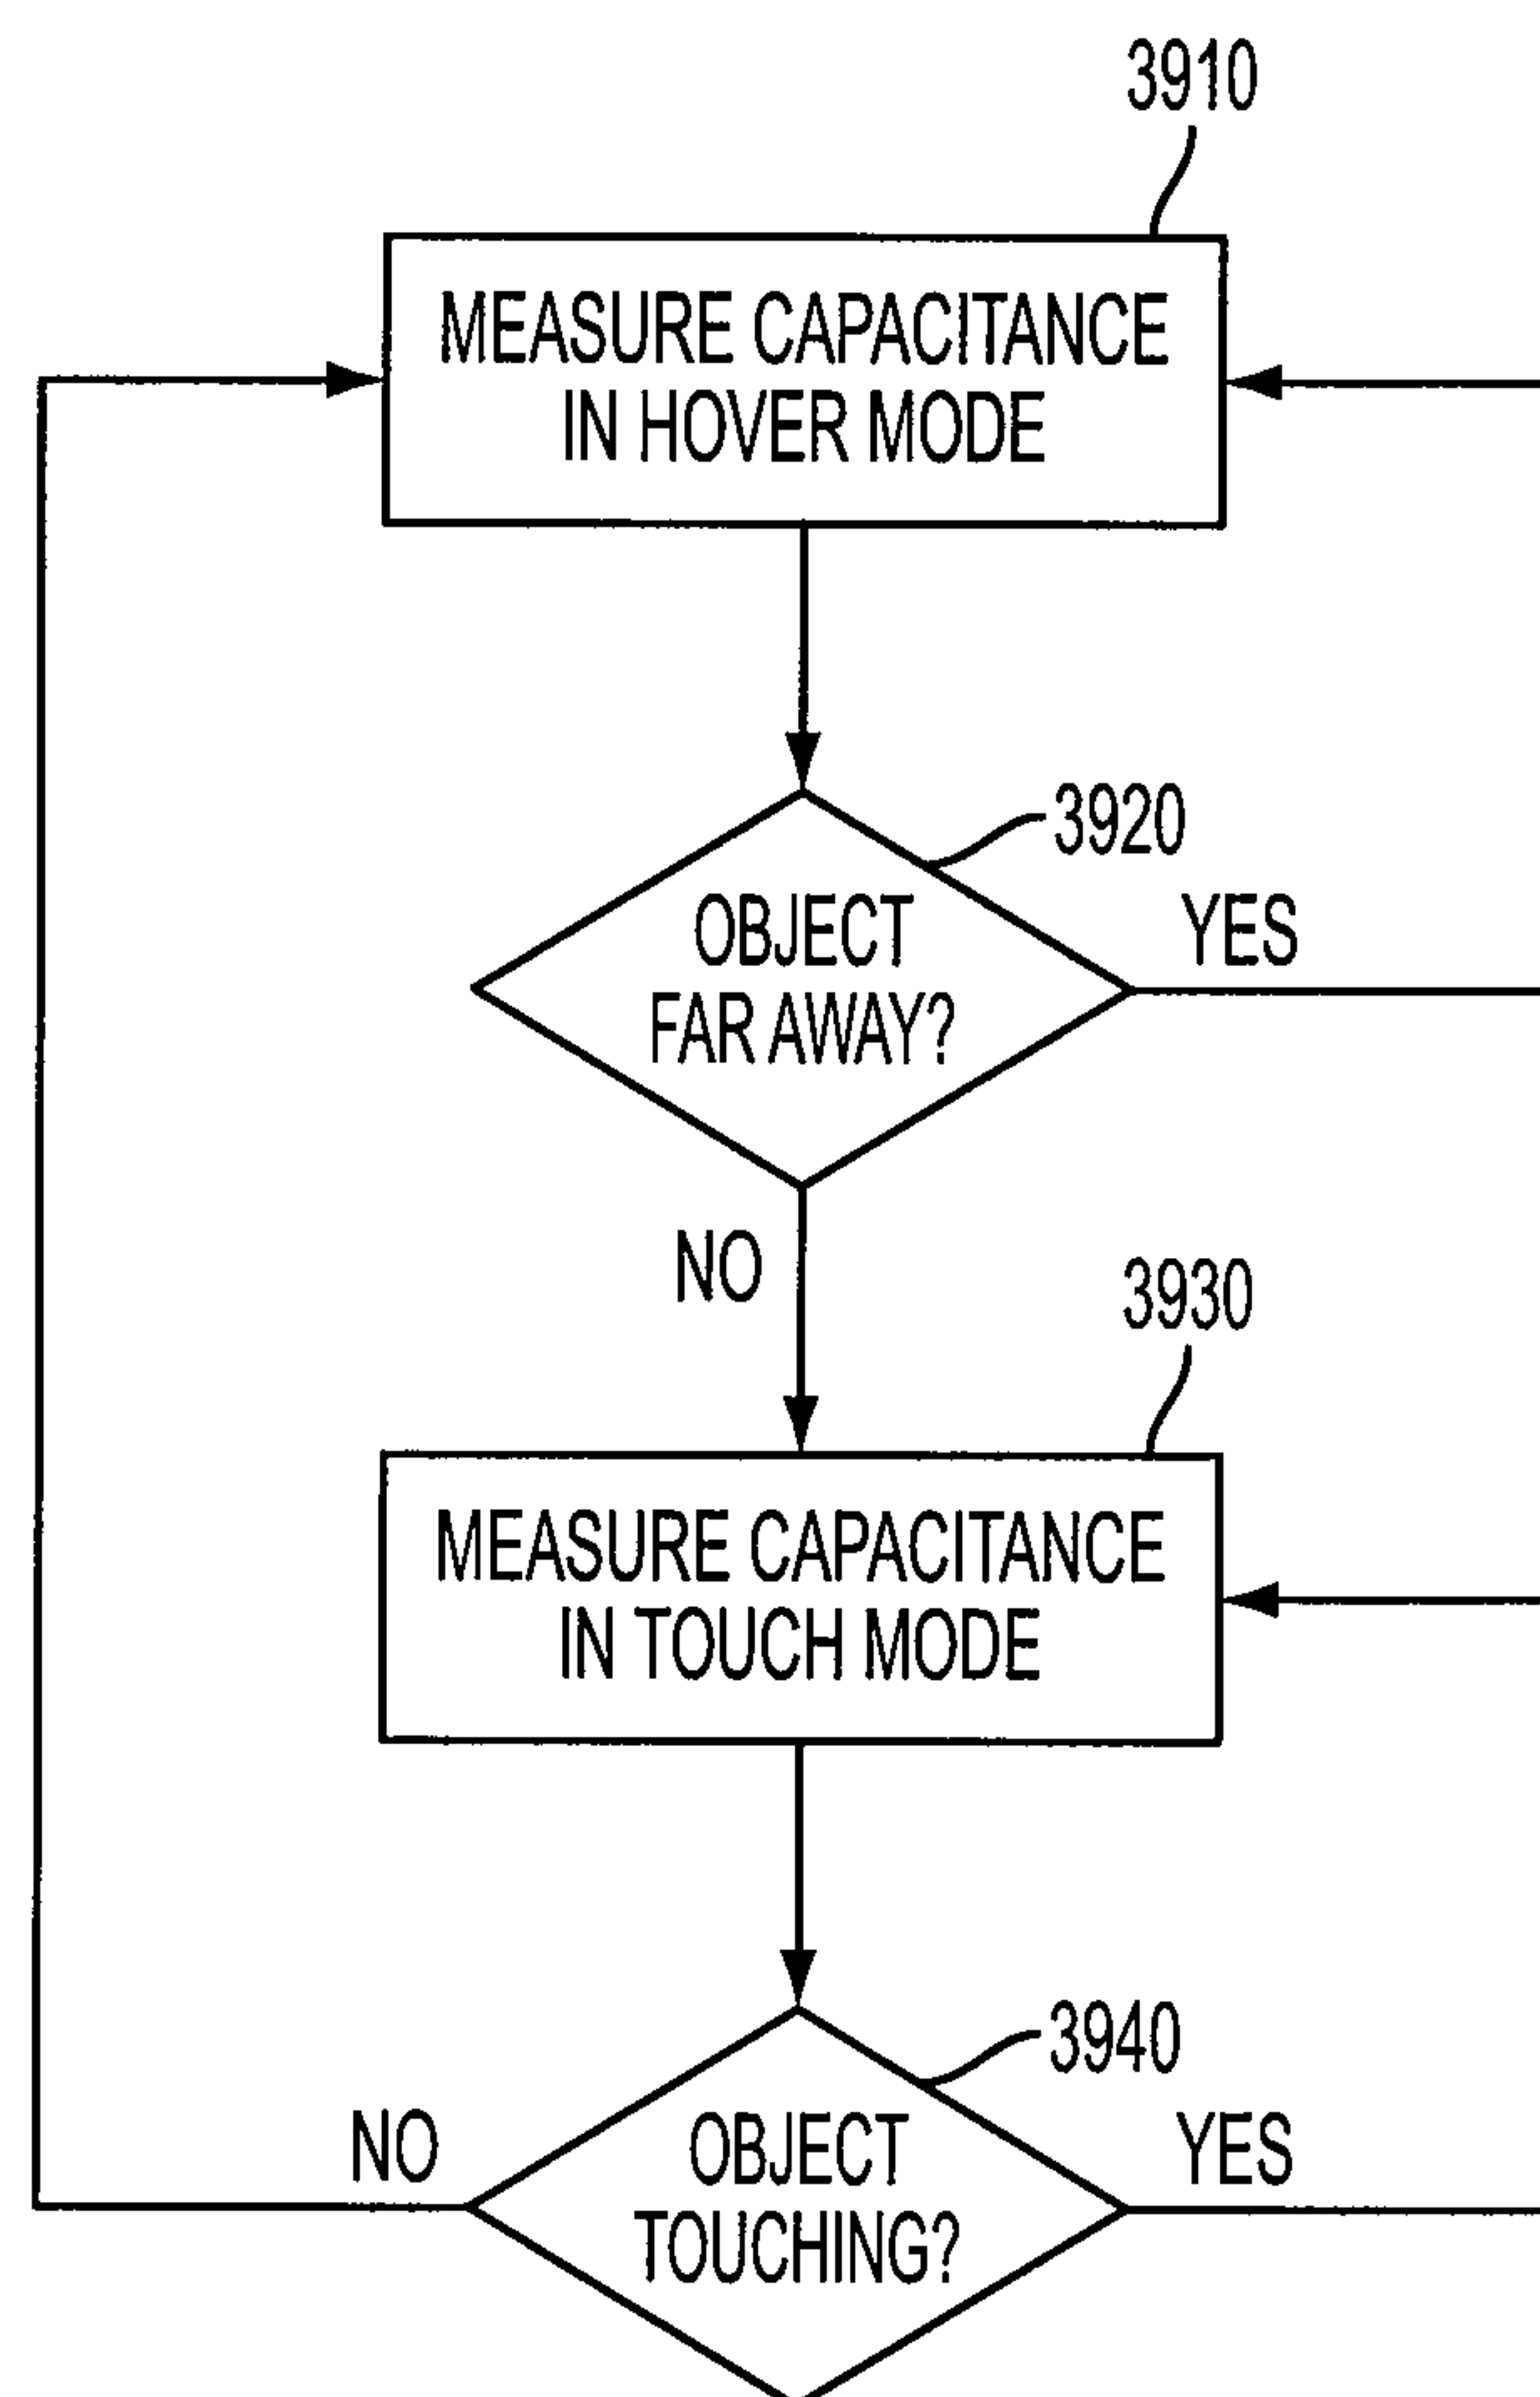 3910
MEASURE CAPACITANCE
IN HOVER MODE
3920
OBJECT
FAR AWAY?
YES
NO
3930
MEASURE CAPACITANCE
IN TOUCH MODE
3940
NO
OBJECT
TOUCHING?
YES